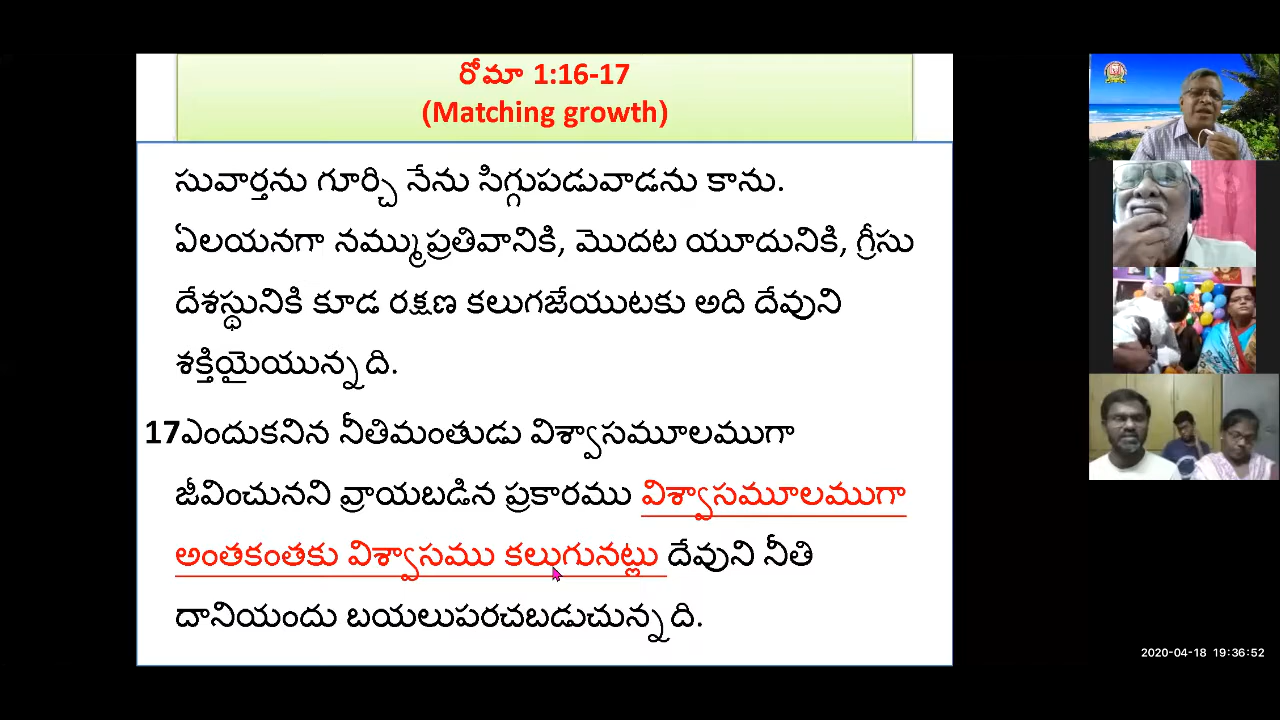 రోమా 1:16-17
(Matching growth)
సువార్తను గూర్చి నేను సిగ్గుపడువాడను కాను.
ఏలయనగా నమ్ముప్రతివానికి, మొదట యూదునికి, గ్రీసు
దేశస్థునికి కూడ రక్షణ కలుగజేయుటకు అది దేవుని
శక్తియైయున్నది.
17ఎందుకనిన నీతిమంతుడు విశ్వాసమూలముగా
జీవించునని వ్రాయబడిన ప్రకారము విశ్వాసమూలముగా
అంతకంతకు విశ్వాసము కలుగునట్లు దేవుని నీతి
దానియందు బయలుపరచబడుచున్నది.
2020-04-18 19:36:52